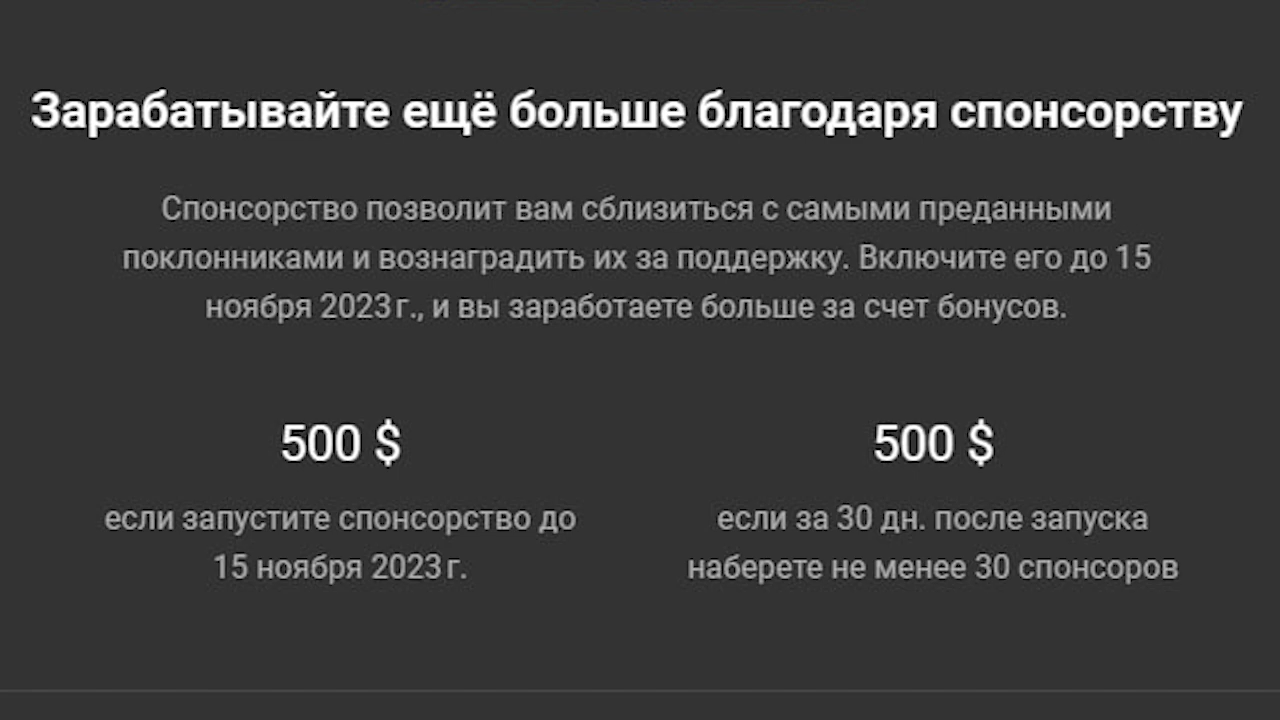 Зарабатывайте ещё больше благодаря спонсорству
Спонсорство позволит вам сблизиться с самыми преданными
поклонниками и вознаградить их за поддержку. Включите его до 15
ноября 2023 г., и вы заработаете больше за счет бонусов.
500 $
если запустите спонсорство до
15 ноября 2023 г.
500 $
если за 30 дн. после запуска
наберете не менее 30 спонсоров